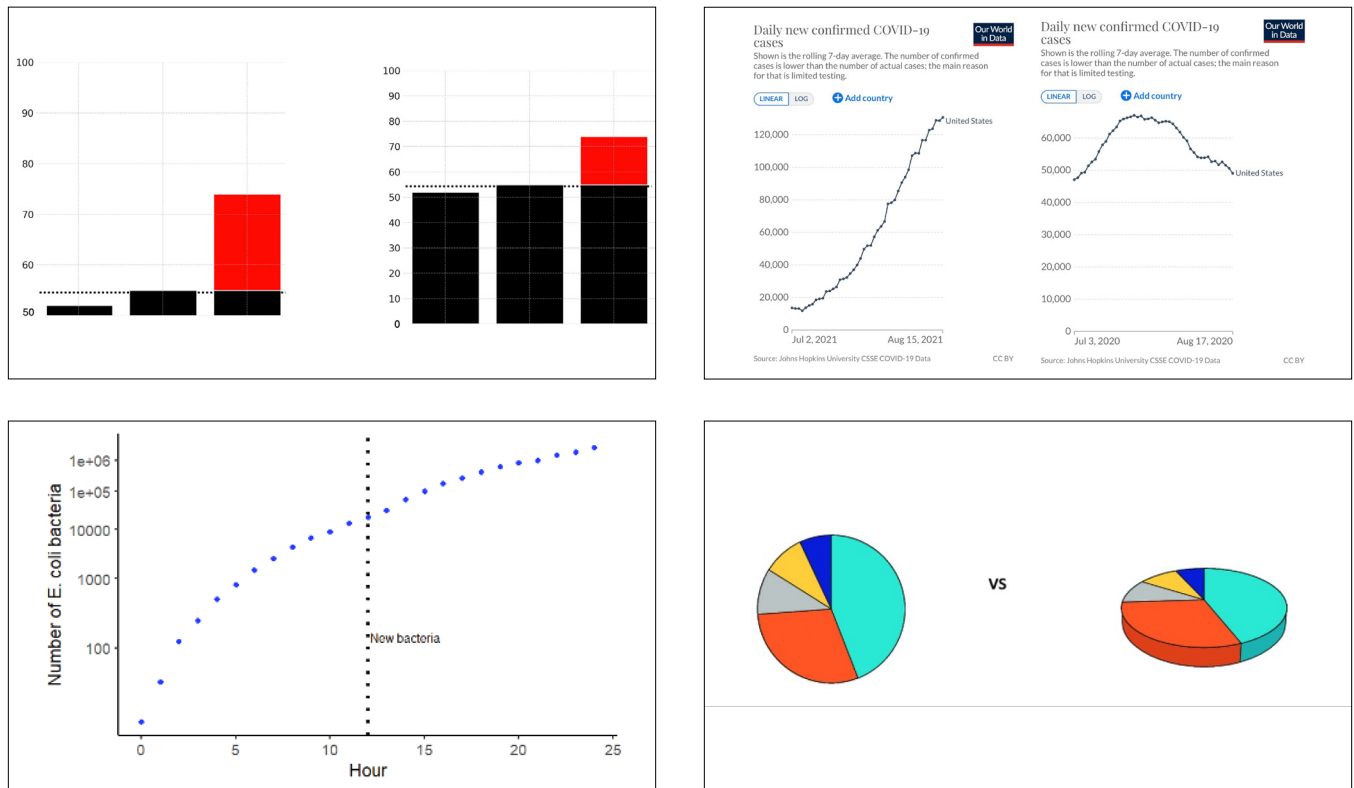 100
90
80
70
60
50
100
90
80
70
60
50
40
30
20
10
0
Daily new confirmed COVID-19
cases
Our World
in Data
Shown is the rolling 7-day average. The number of confirmed
cases is lower than the number of actual cases; the main reason
for that is limited testing.
LINEAR LOG
Add country
120,000
100,000
80,000
60,000
40,000
20,000
0
United States
Jul 2, 2021 Aug 15, 2021
Source: Johns Hopkins University CSSE COVID-19 Data CC BY
Daily new confirmed COVID-19
cases
Our World
in Data
Shown is the rolling 7-day average. The number of confirmed
cases is lower than the number of actual cases; the main reason
for that is limited testing.
LINEAR LOG
Add country
60,000
50,000
40,000
30,000
20,000
10,000
0
United States
Jul 3, 2020 Aug 17, 2020
Source: Johns Hopkins University CSSE COVID-19 Data CC BY
Number of E. coli bacteria
1e+06
1e+05
10000
1000
100
New bacteria
0 5 10 15 20 25
Hour
VS